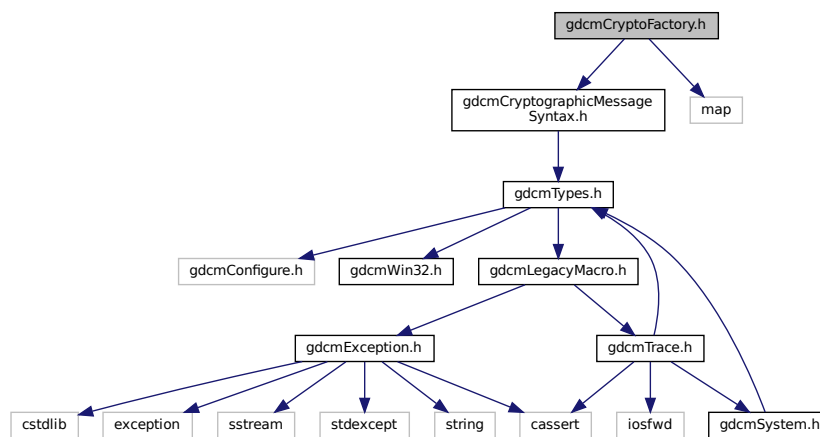 gdcmCryptoFactory.h
gdcmCryptographicMessage
Syntax.h
map
gdcmTypes.h
gdcmConfigure.h
gdcmWin32.h
gdcmLegacyMacro.h
gdcmException.h
gdcmTrace.h
cstdlib
exception
sstream
stdexcept
string
cassert
iosfwd
gdcmSystem.h